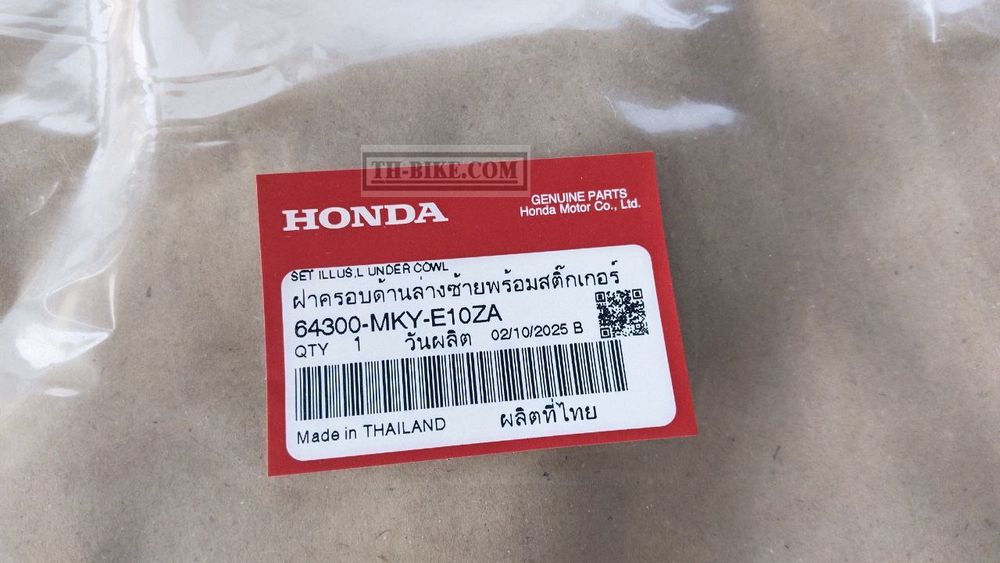 TH-BIKE.COM
HONDA
GENUINE PARTS
Honda Motor Co., Ltd.
SET ILLUS,L UNDER COWL
ฝาครอบด้านล่างซ้ายพร้อมสติ๊กเกอร์
64300-MKY-E10ZA
QTY 1 วันผลิต 02/10/2025 B
Made in THAILAND ผลิตที่ไทย